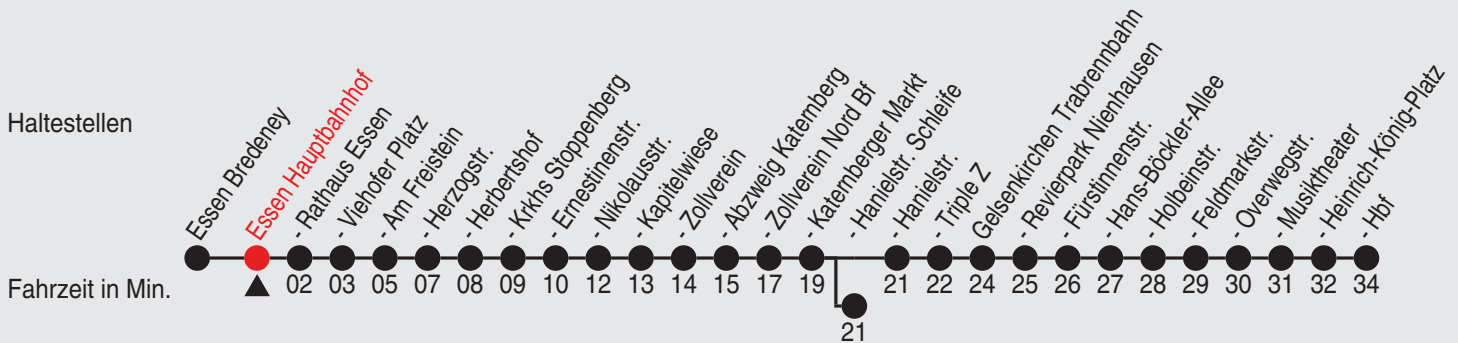 Haltestellen
Essen Bredeney
Essen Hauptbahnhof
- Rathaus Essen
- Viehofer Platz
- Am Freistein
- Herzogstr.
- Herbertshof
- Krkhs Stoppenberg
- Ernestinenstr.
- Nikolausstr.
- Kapitelwiese
- Zollverein
- Abzweig Katernberg
- Zollverein Nord Bf
- Katernberger Markt
- Hanielstr. Schleife
- Hanielstr.
- Triple Z
Gelsenkirchen Trabrennbahn
- Revierpark Nienhausen
- Fürstinnenstr.
- Hans-Böckler-Allee
- Holbeinstr.
- Feldmarkstr.
- Overwegstr.
- Musiktheater
- Heinrich-König-Platz
- Hbf
Fahrzeit in Min.
02 03 05 07 08 09 10 12 13 14 15 17 19 21 22 24 25 26 27 28 29 30 31 32 34
21